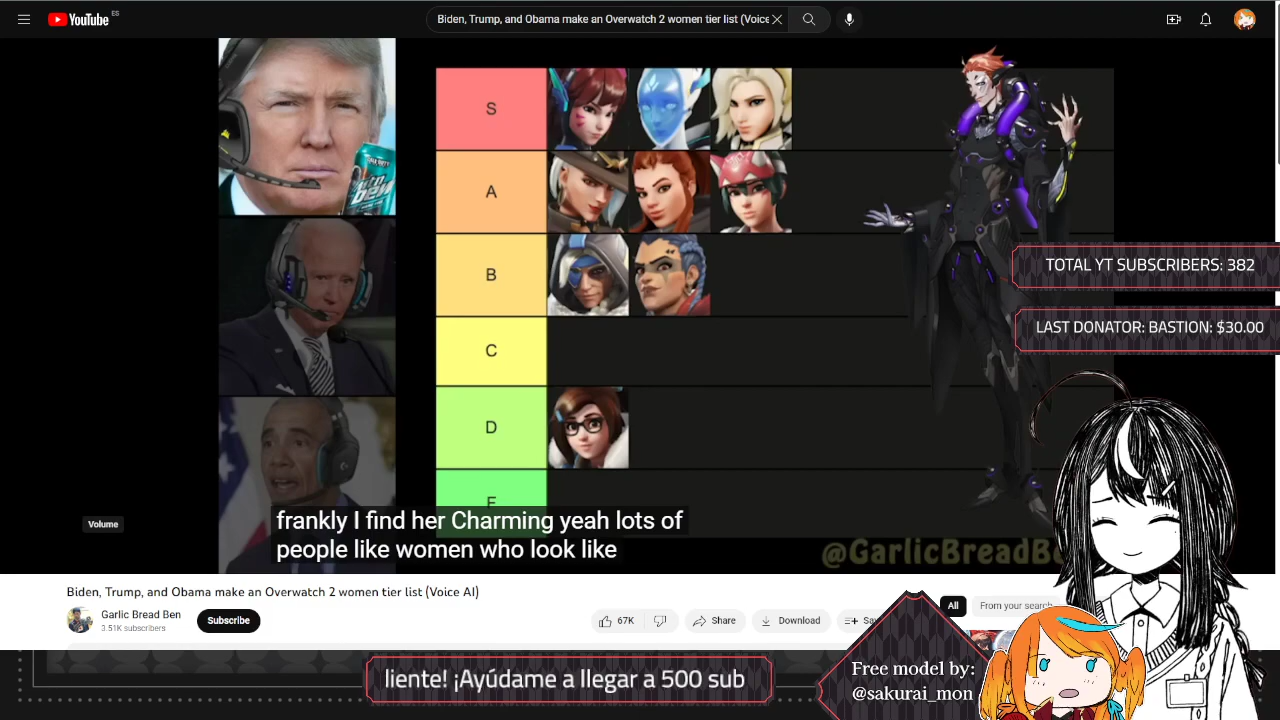 YouTube ES
Biden, Trump, and Obama make an Overwatch 2 women tier list (Voice
S
A
B
C
D
TOTAL YT SUBSCRIBERS: 382
LAST DONATOR: BASTION: $30.00
Volume
frankly I find her Charming yeah lots of
people like women who look like
@GarlicBreadBe
Biden, Trump, and Obama make an Overwatch 2 women tier list (Voice AI)
Garlic Bread Ben
3.51K subscribers
Subscribe
67K
Share
Download
All
From your search
liente! ¡Ayúdame a llegar a 500 sub
Free model by:
@sakurai_mon